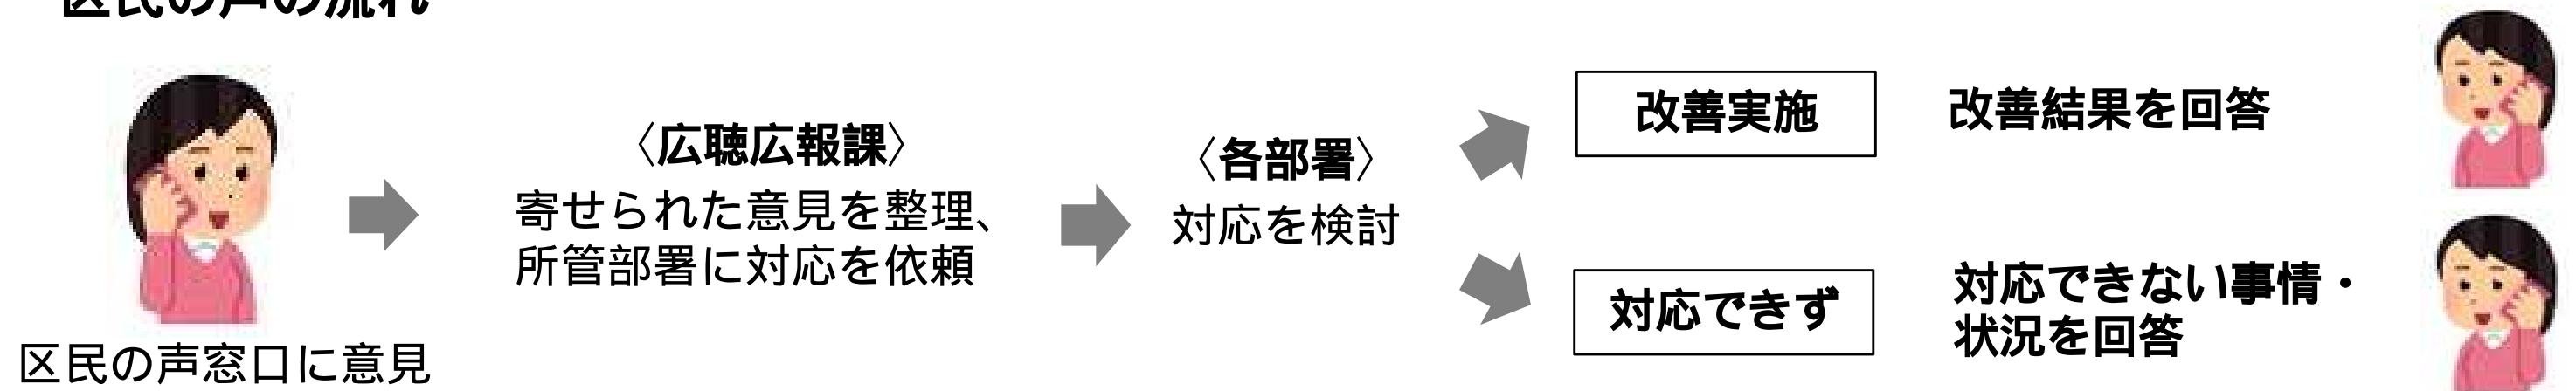 区民の声の流れ
区民の声窓口に意見
〈広聴広報課〉
寄せられた意見を整理、
所管部署に対応を依頼
〈各部署〉
対応を検討
改善実施
改善結果を回答
対応できず
対応できない事情・
状況を回答